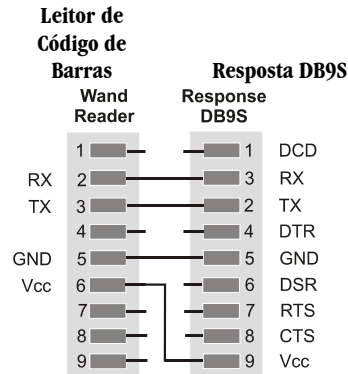 Leitor de
Código de
Barras
Resposta DB9S
Wand
Reader
Response
DB9S
1 1 DCD
RX 2 3 RX
TX 3 2 TX
4 4 DTR
GND 5 5 GND
Vcc 6 6 DSR
7 7 RTS
8 8 CTS
9 9 Vcc